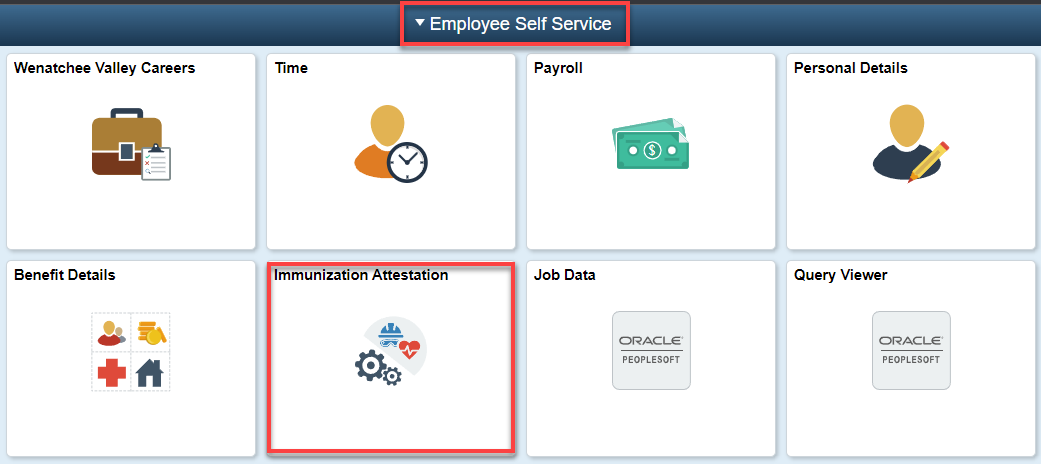 Employee Self Service
Wenatchee Valley Careers
Time
Payroll
Personal Details
Benefit Details
Immunization Attestation
Job Data
Query Viewer
ORACLE'
PEOPLESOFT
ORACLE'
PEOPLESOFT